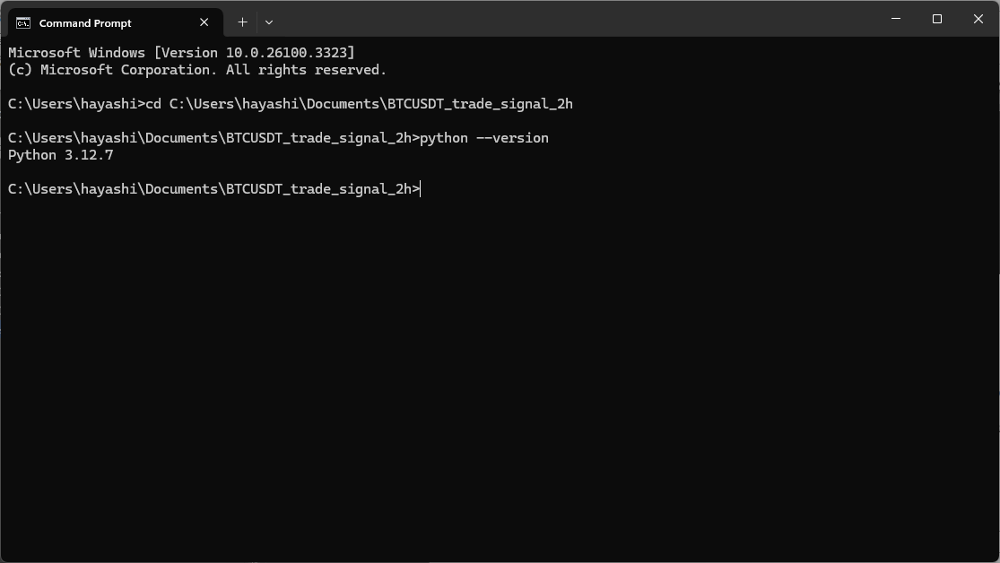 Command Prompt
Microsoft Windows [Version 10.0.26100.3323]
(c) Microsoft Corporation. All rights reserved.
C:\Users\hayashi>cd C:\Users\hayashi\Documents\BTCUSDT_trade_signal_2h
C:\Users\hayashi\Documents\BTCUSDT_trade_signal_2h>python --version
Python 3.12.7
C:\Users\hayashi\Documents\BTCUSDT_trade_signal_2h>